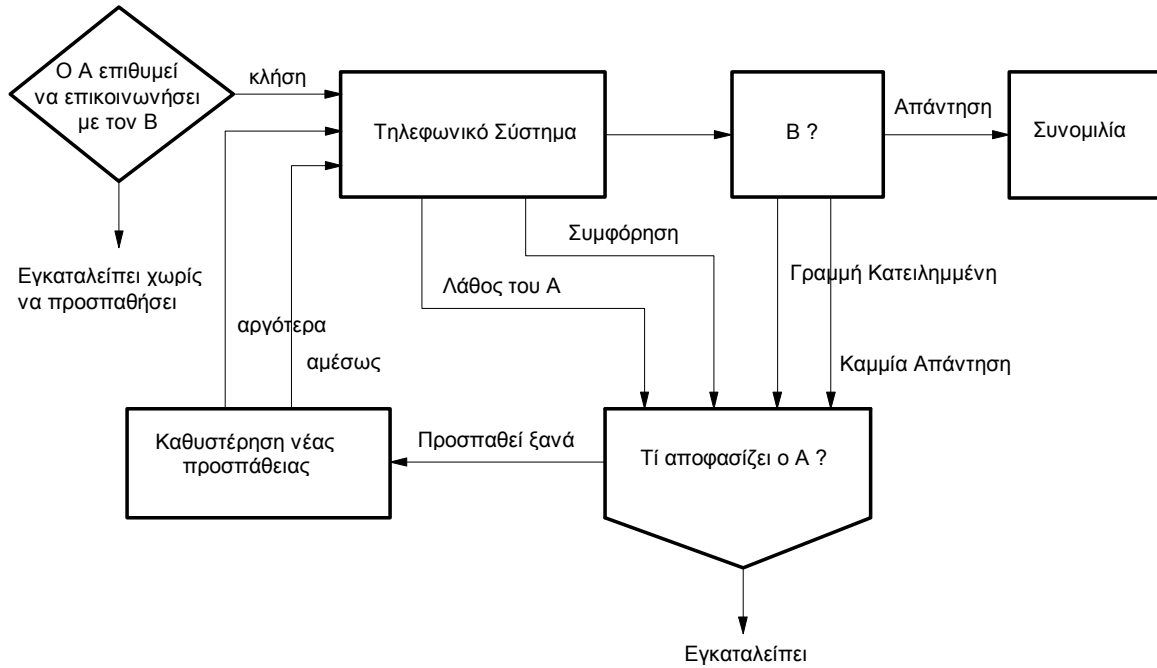 Ο Α επιθυμεί
να επικοινωνήσει
με τον Β
κλήση
Τηλεφωνικό Σύστημα
Β ?
Απάντηση
Συνομιλία
Εγκαταλείπει χωρίς
να προσπαθήσει
Συμφόρηση
Λάθος του Α
Γραμμή Κατειλημμένη
αργότερα
αμέσως
Καμμία Απάντηση
Καθυστέρηση νέας
προσπάθειας
Προσπαθεί ξανά
Τί αποφασίζει ο Α ?
Εγκαταλείπει